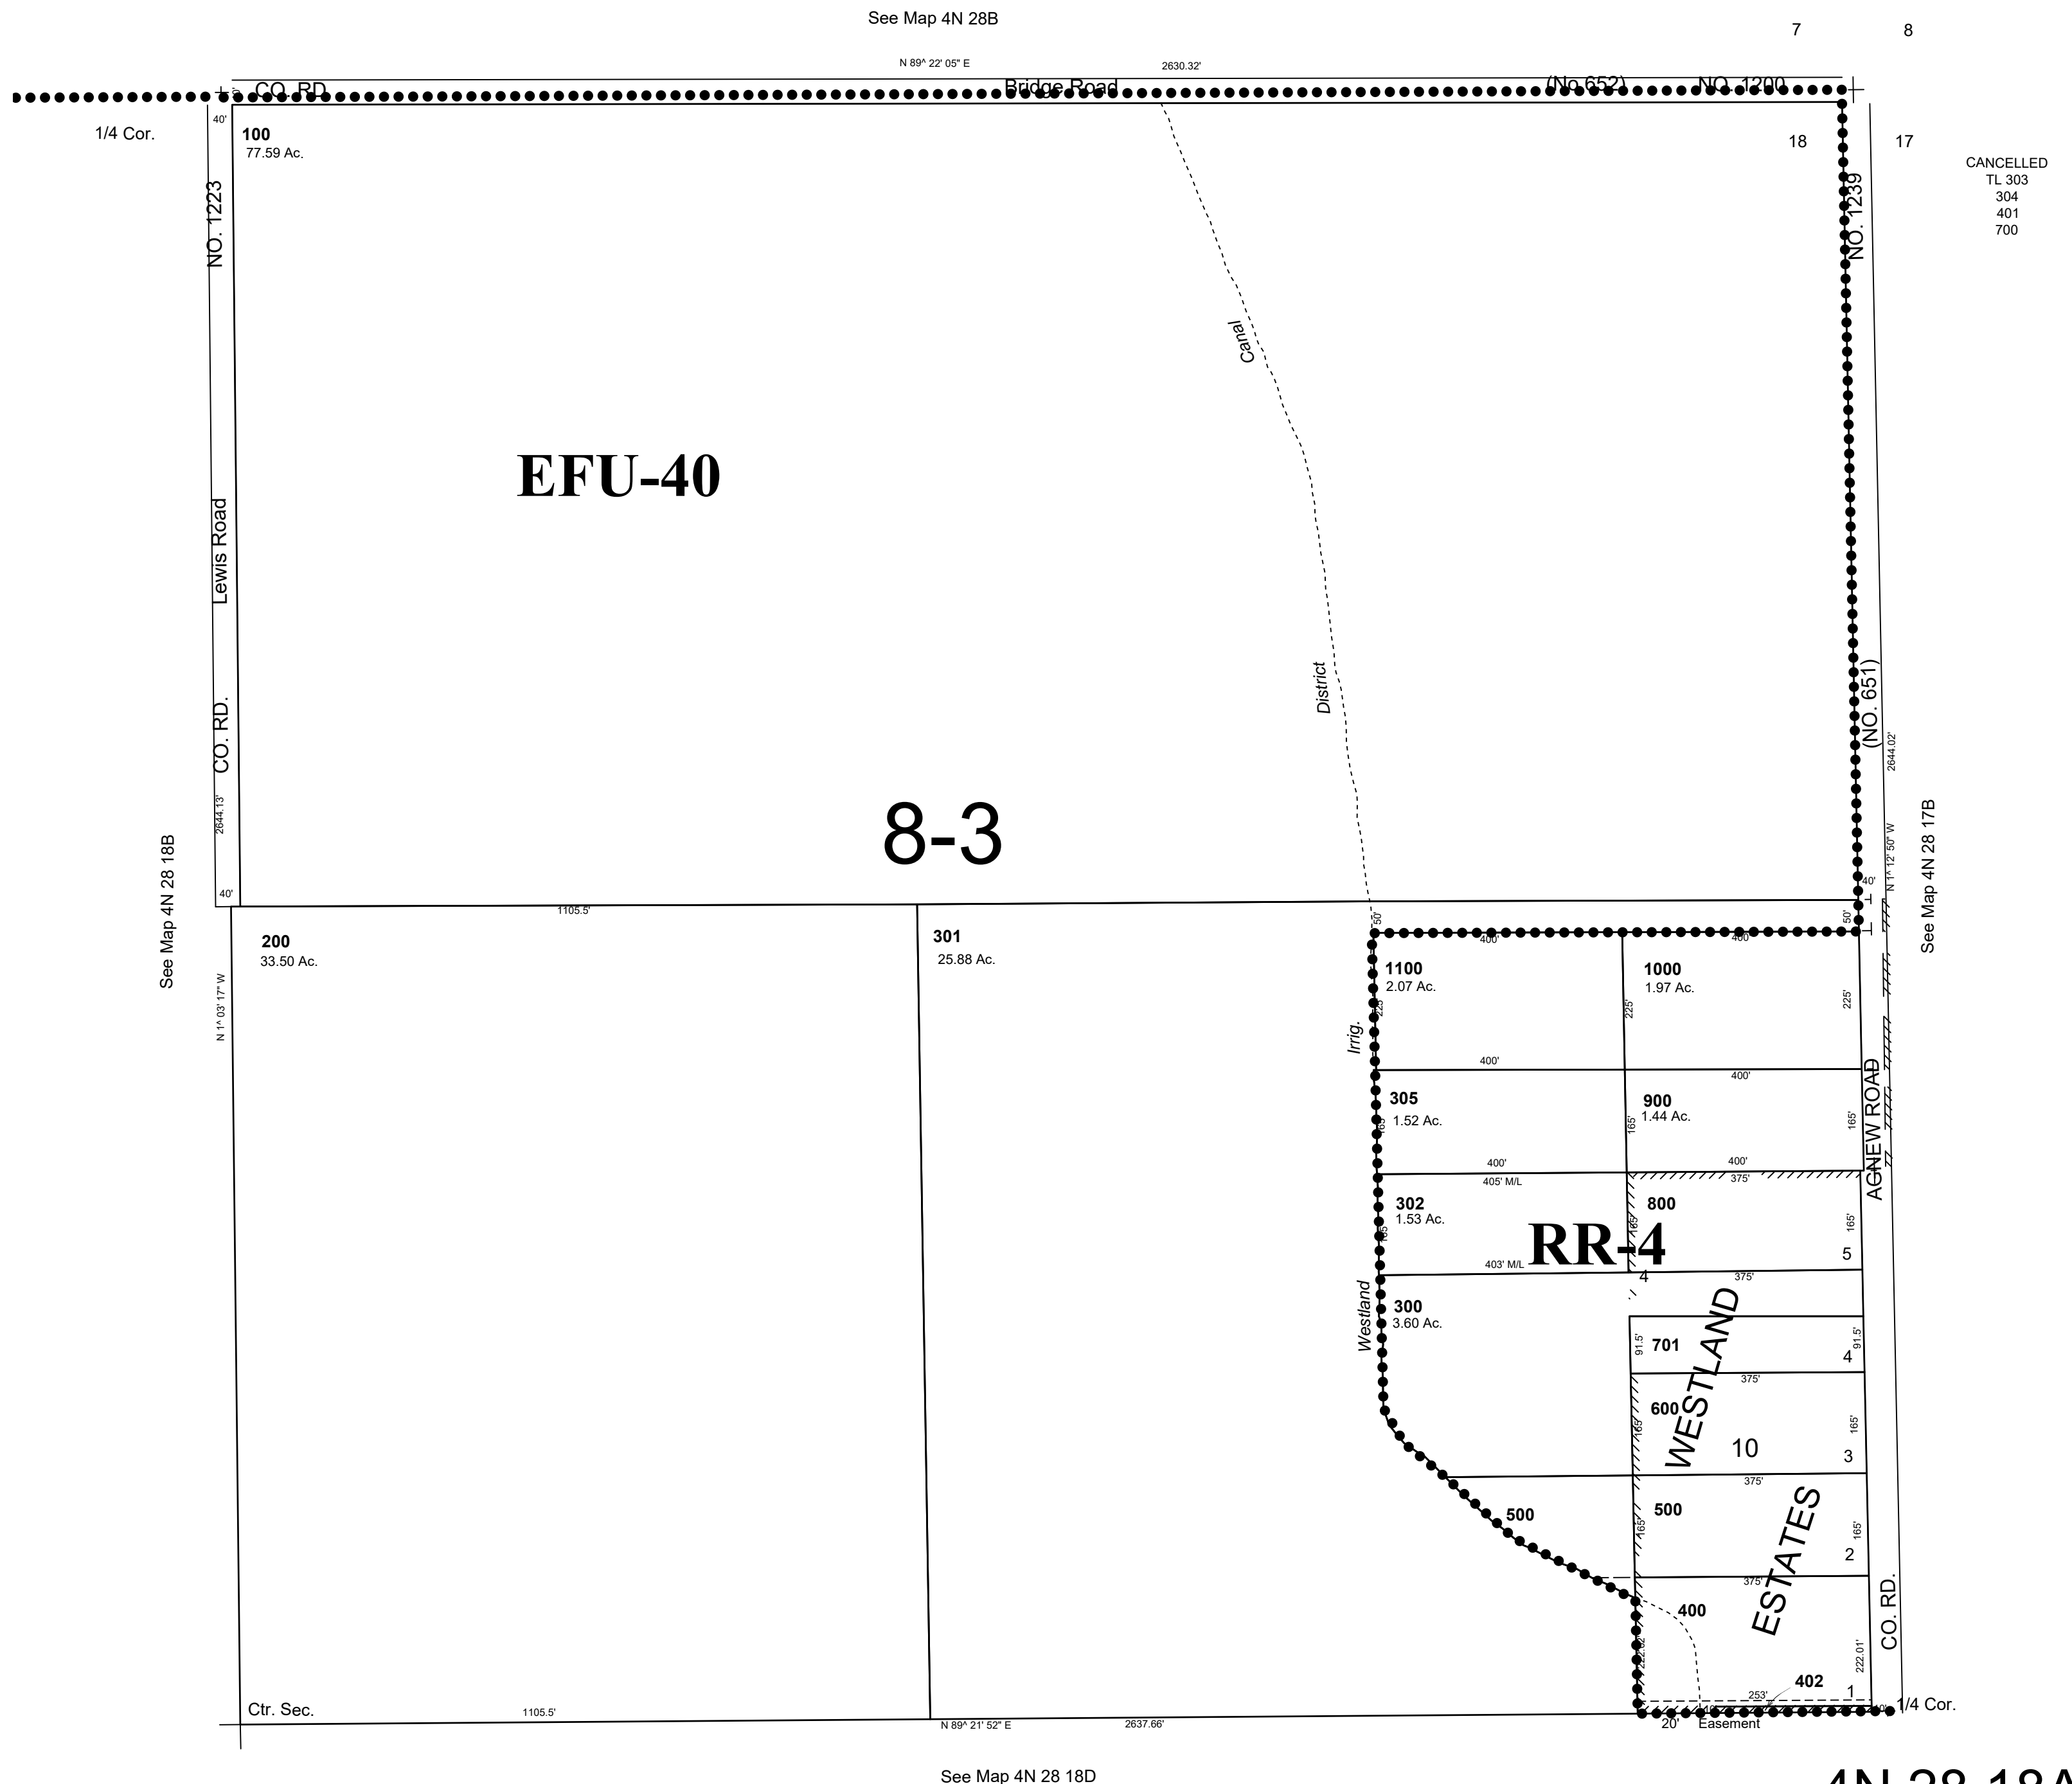 See Map 4N 28B
7
8
N 89^ 22' 05" E
2630.32'
CO. RD.
Bridge Road
(No 652)
NO. 1200
1/4 Cor.
40'
100
77.59 Ac.
18
17
CANCELLED
TL 303
304
401
700
NO. 1223
NO. 1239
Canal
EFU-40
Lewis Road
District
(NO. 651)
CO. RD.
2644.02'
2644.13'
8-3
See Map 4N 28 18B
See Map 4N 28 17B
N 1^ 12' 50" W
40'
40'
1105.5'
50'
50'
200
33.50 Ac.
301
25.88 Ac.
400'
400'
1100
2.07 Ac.
1000
1.97 Ac.
N 1^ 03' 17" W
225'
225'
225'
Irrig.
400'
400'
305
1.52 Ac.
900
1.44 Ac.
165'
165'
165'
AGNEW ROAD
400'
400'
405' M/L
375'
302
1.53 Ac.
800
165'
165'
165'
RR-4
5
403' M/L
4
375'
Westland
300
3.60 Ac.
WESTLAND
91.5'
701
91.5'
4
375'
600
165'
165'
10
3
375'
500
500
165'
165'
2
ESTATES
375'
400
CO. RD.
222.62'
222.01'
402
253'
1
Ctr. Sec.
1105.5'
N 89^ 21' 52" E
2637.66'
20'
Easement
1/4 Cor.
See Map 4N 28 18D
4N 28 18A